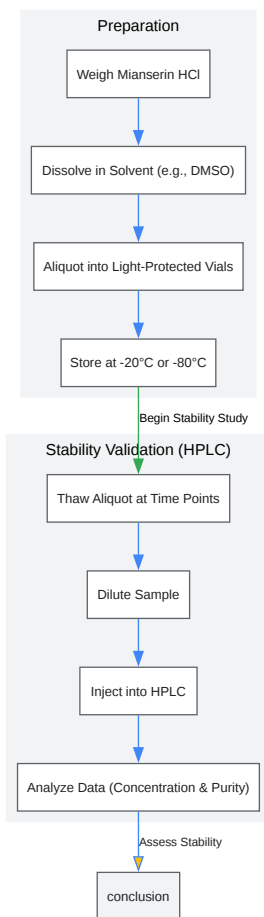 Preparation
Weigh Mianserin HCl
Dissolve in Solvent (e.g., DMSO)
Aliquot into Light-Protected Vials
Store at -20°C or -80°C
Begin Stability Study
Stability Validation (HPLC)
Thaw Aliquot at Time Points
Dilute Sample
Inject into HPLC
Analyze Data (Concentration & Purity)
Assess Stability
conclusion